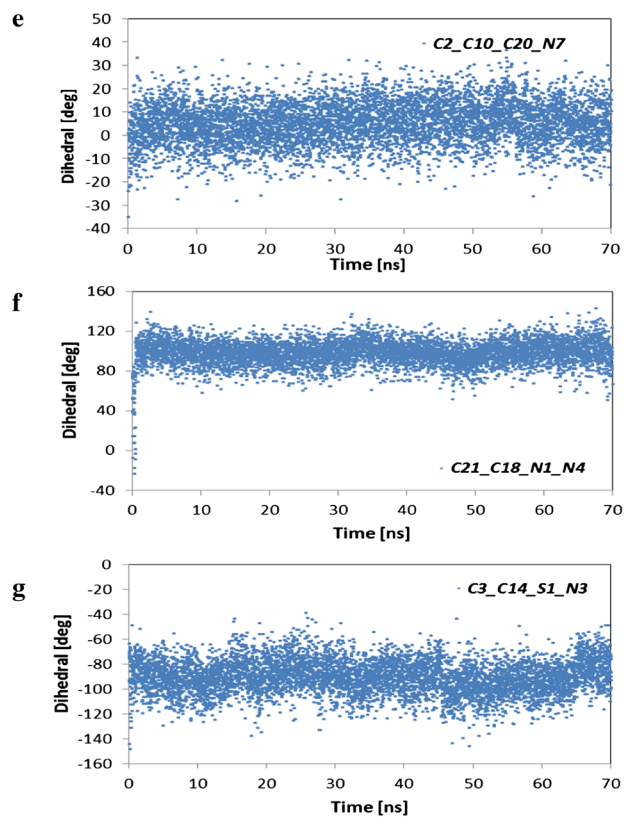 e
C2_C10_C20_N7
Dihedral [deg]
50
40
30
20
10
0
-10
-20
-30
-40
0 10 20 30 40 50 60 70
Time [ns]
f
C21_C18_N1_N4
Dihedral [deg]
160
120
80
40
0
-40
0 10 20 30 40 50 60 70
Time [ns]
g
C3_C14_S1_N3
Dihedral [deg]
0
-20
-40
-60
-80
-100
-120
-140
-160
0 10 20 30 40 50 60 70
Time [ns]